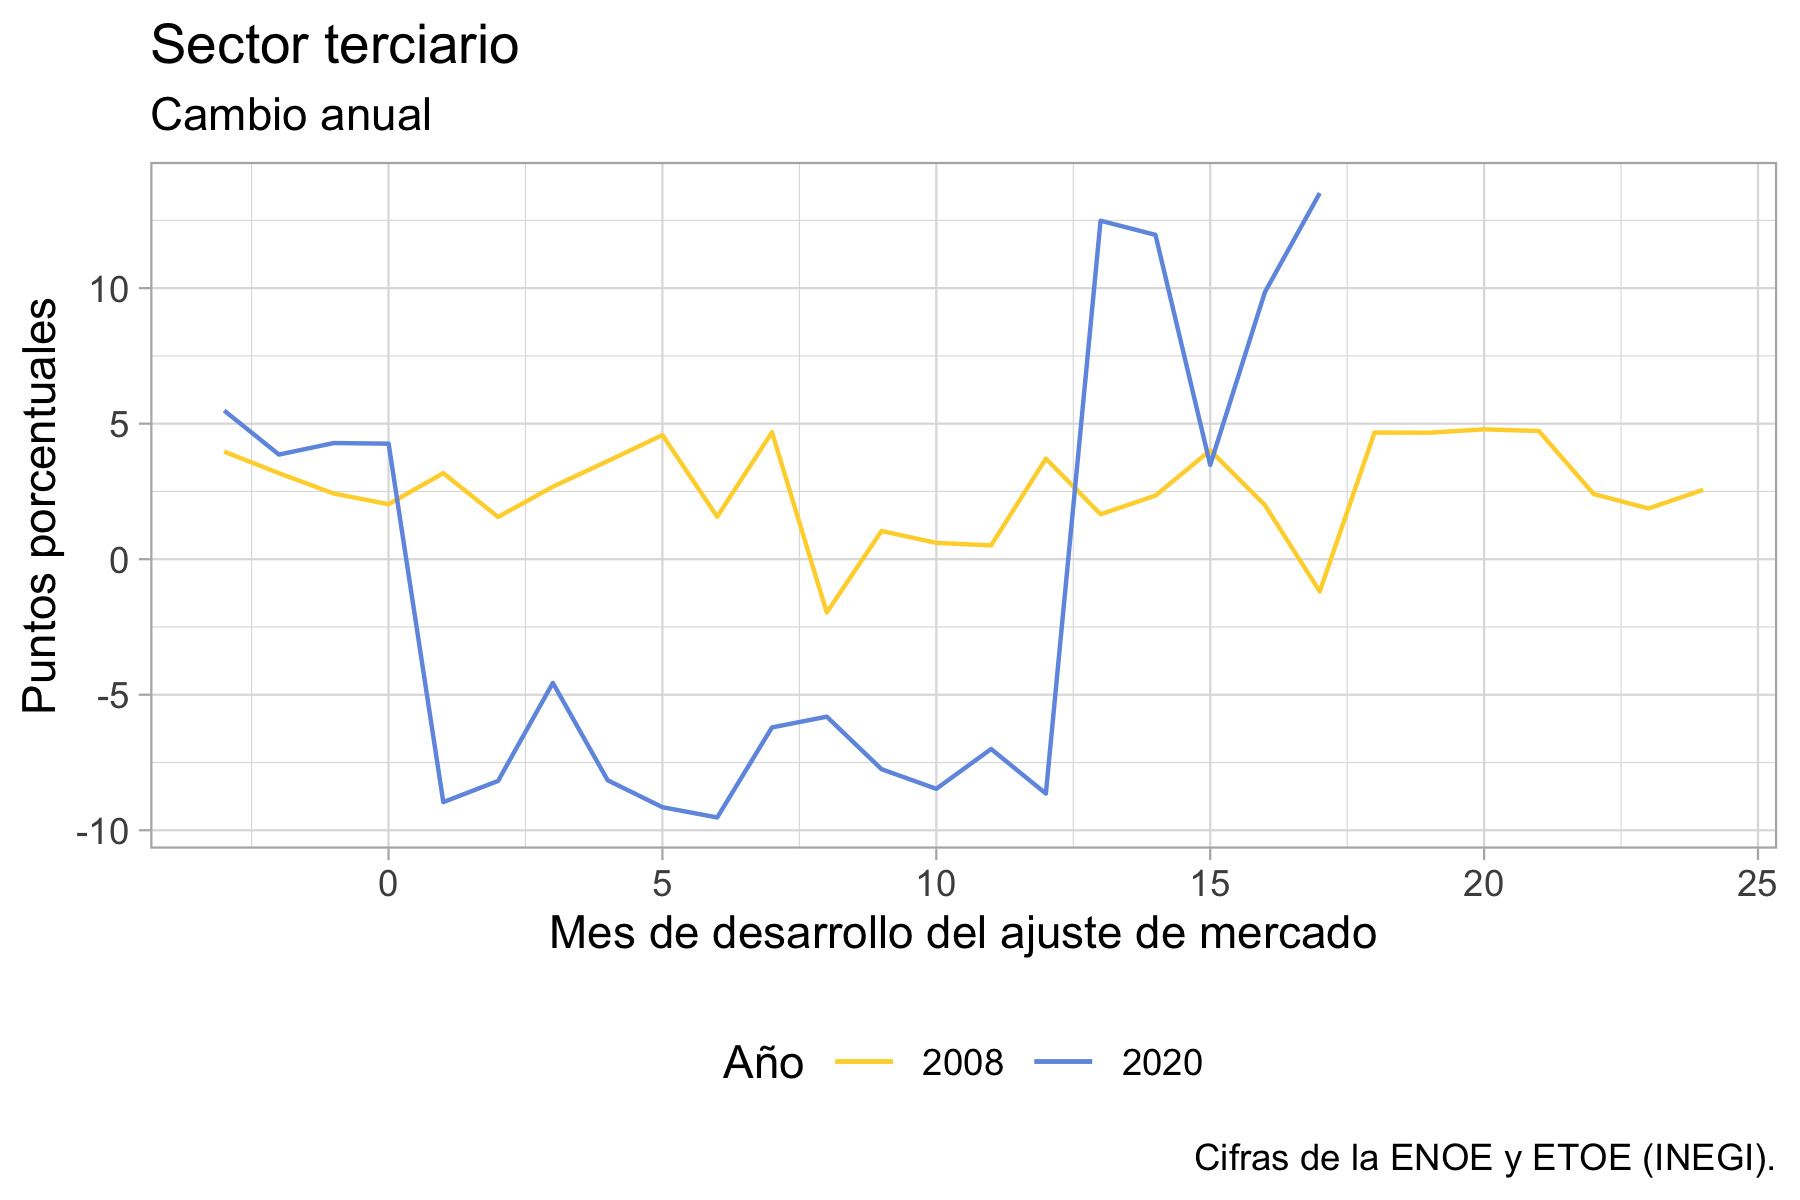 Sector terciario
Cambio anual
Puntos porcentuales
10
5
0
-5
-10
0 5 10 15 20 25
Mes de desarrollo del ajuste de mercado
Año 2008 2020
Cifras de la ENOE y ETOE (INEGI).